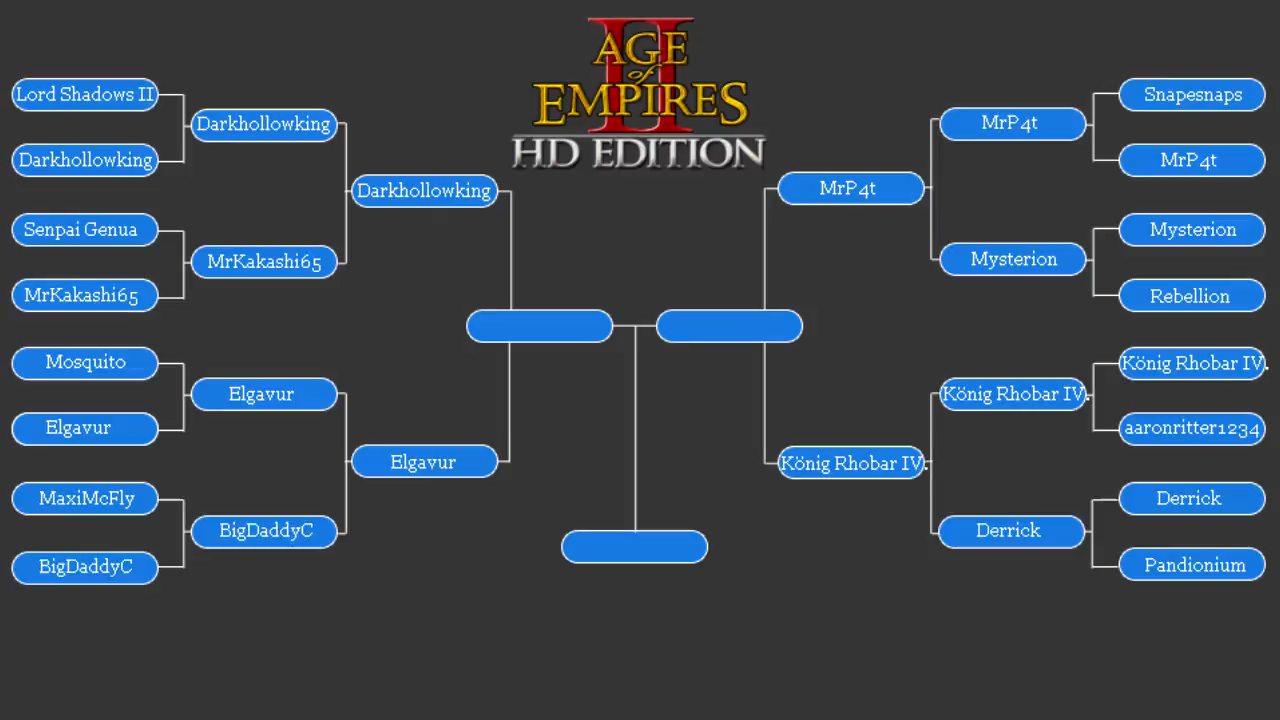 II
AGE
of
EMPIRES
HD EDITION
Lord Shadows II
Darkhollowking
Darkhollowking
Senpai Genua
MrKakashi65
MrKakashi65
Darkhollowking
Mosquito
Elgavur
Elgavur
MaxiMcFly
BigDaddyC
BigDaddyC
Elgavur
MrP4t
MrP4t
Snapesnaps
MrP4t
Mysterion
Mysterion
Rebellion
König Rhobar IV.
König Rhobar IV.
König Rhobar IV.
aaronritter1234
Derrick
Derrick
Pandionium